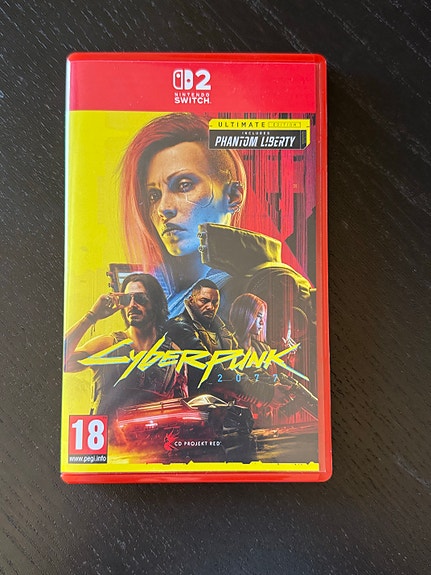 2
NINTENDO
SWITCH
ULTIMATE EDITION
INCLUDES
PHANTOM LIBERTY
CYBERPUNK
2077
18
www.pegi.info
CD PROJEKT RED